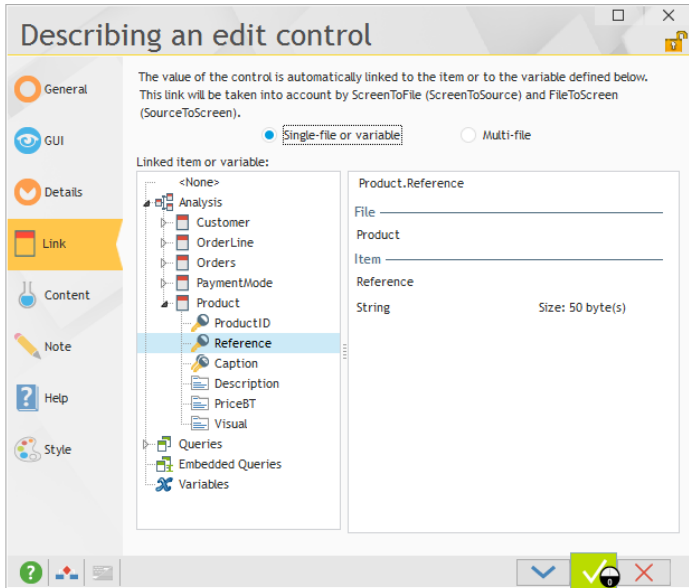 Describing an edit control
General
GUI
Details
Link
Content
Note
Help
Style
The value of the control is automatically linked to the item or to the variable defined below.
This link will be taken into account by ScreenToFile (ScreenToSource) and FileToScreen
(SourceToScreen).
Single-file or variable
Multi-file
Linked item or variable:
<None>
Analysis
Customer
OrderLine
Orders
PaymentMode
Product
ProductID
Reference
Caption
Description
PriceBT
Visual
Queries
Embedded Queries
Variables
Product.Reference
File
Product
Item
Reference
String Size: 50 byte(s)
?
0